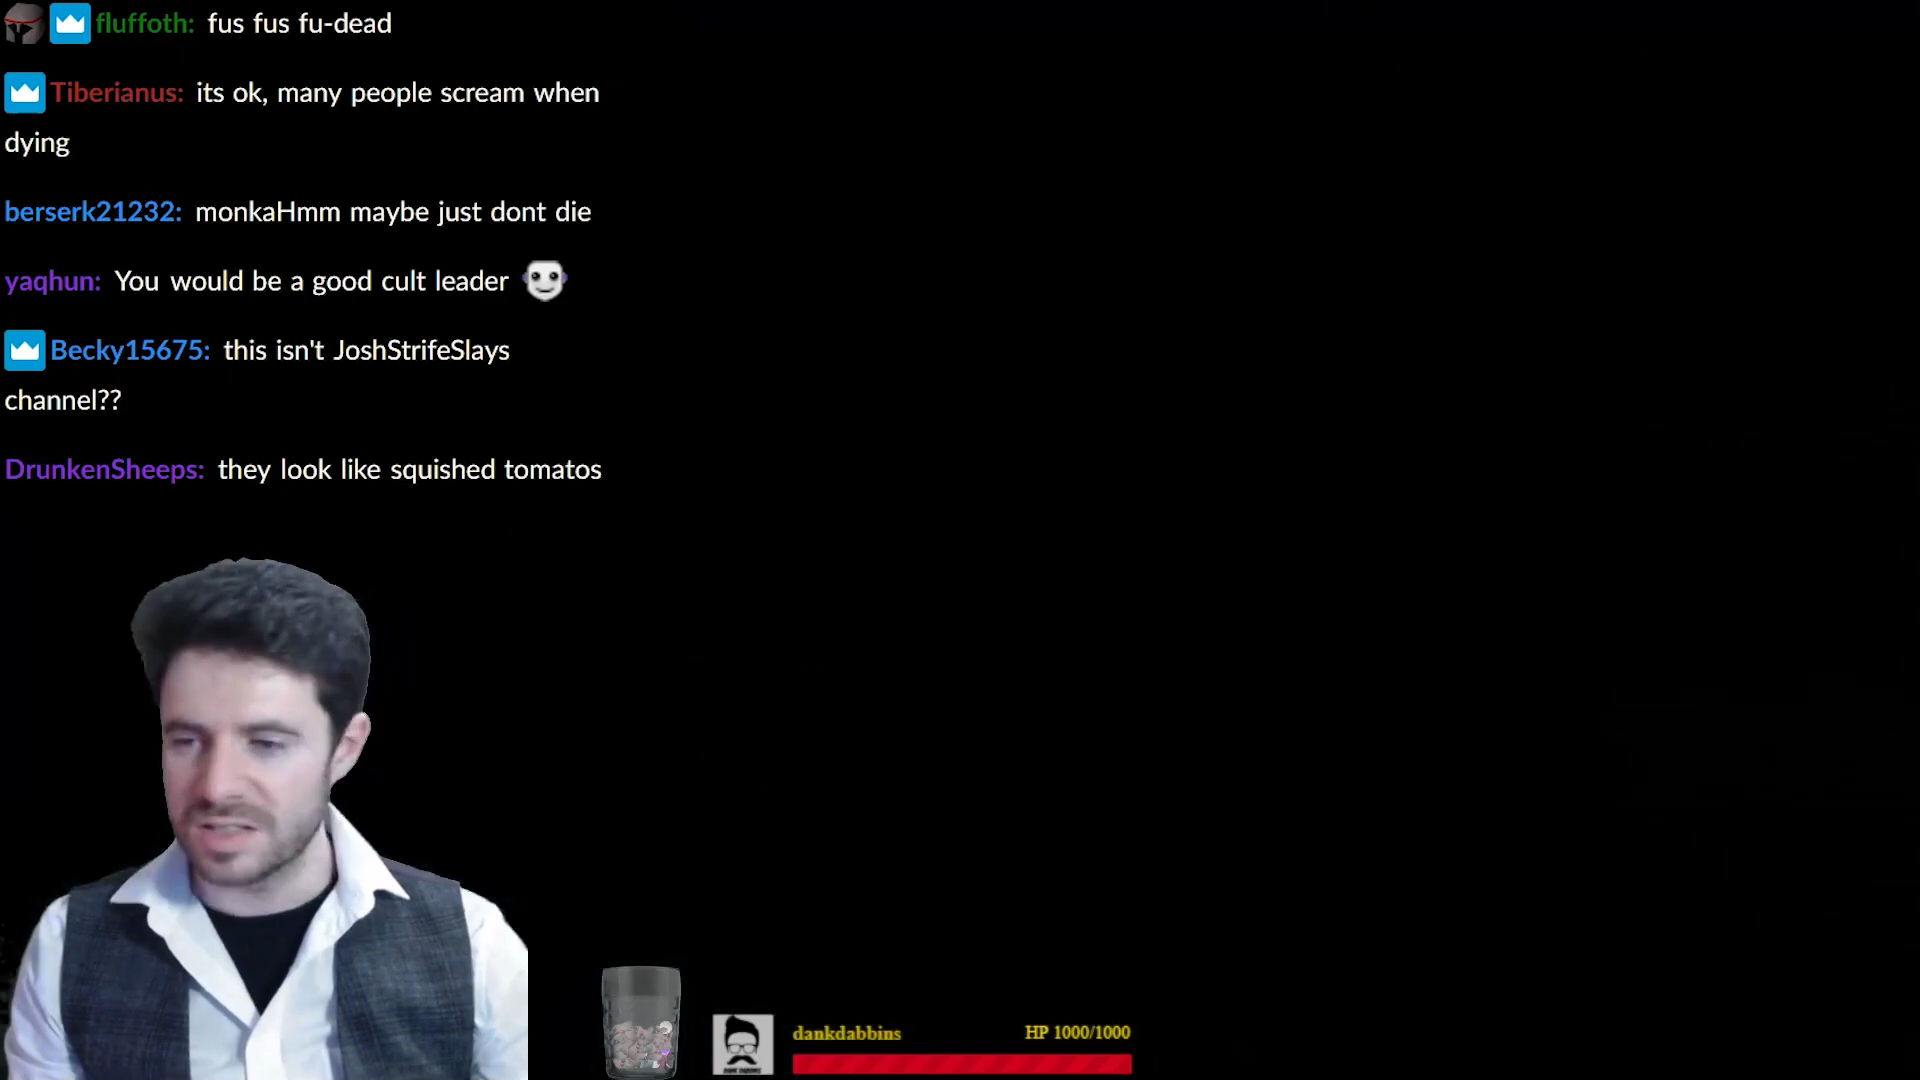 fluffoth: fus fus fu-dead
Tiberianus: its ok, many people scream when
dying
berserk21232: monkaHmm maybe just dont die
yaqhun: You would be a good cult leader
Becky15675: this isn't JoshStrifeSlays
channel??
DrunkenSheeps: they look like squished tomatos
dankdabbins HP 1000/1000